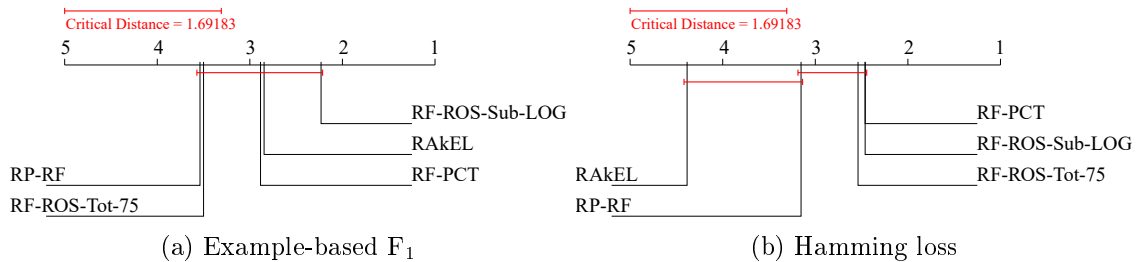 Critical Distance = 1.69183
5 4 3 2 1
RF-ROS-Sub-LOG
RAkEL
RP-RF
RF-PCT
RF-ROS-Tot-75
(a) Example-based F₁
Critical Distance = 1.69183
5 4 3 2 1
RF-PCT
RF-ROS-Sub-LOG
RAkEL
RF-ROS-Tot-75
RP-RF
(b) Hamming loss